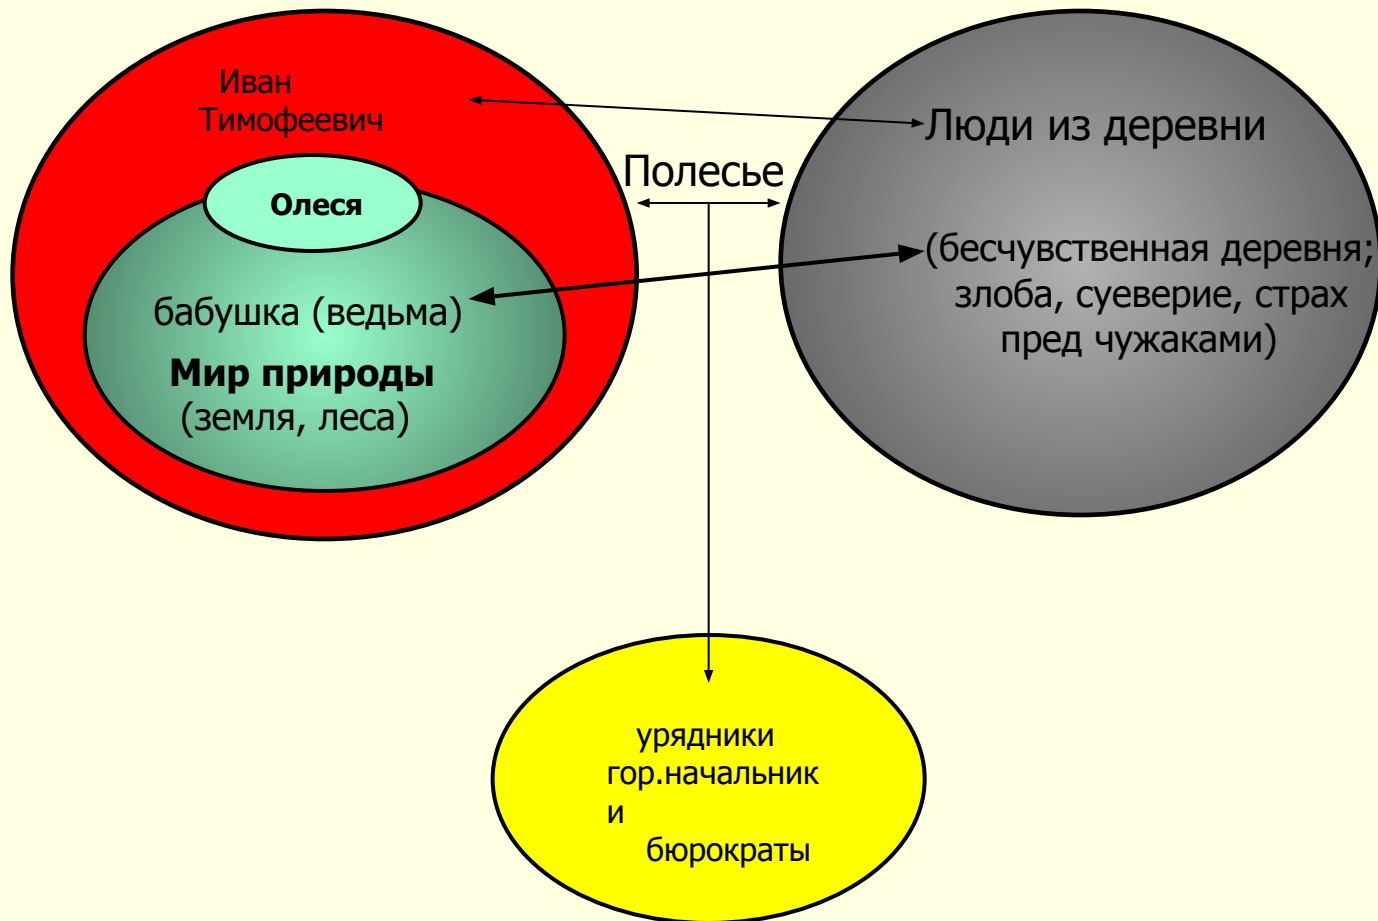 Иван
Тимофеевич
Олеся
бабушка (ведьма)
Мир природы
(земля, леса)
Полесье
Люди из деревни
(бесчувственная деревня;
злоба, суеверие, страх
пред чужаками)
урядники
гор.начальник
и
бюрократы